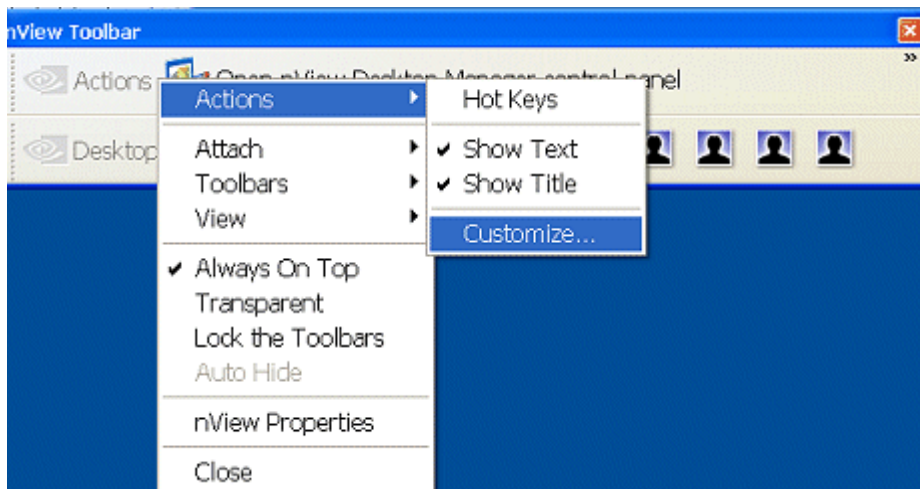 nView Toolbar
Actions
Open nView Desktop Manager control panel
»
Desktop
Actions
Attach
Toolbars
View
Always On Top
Transparent
Lock the Toolbars
Auto Hide
nView Properties
Close
Hot Keys
Show Text
Show Title
Customize...